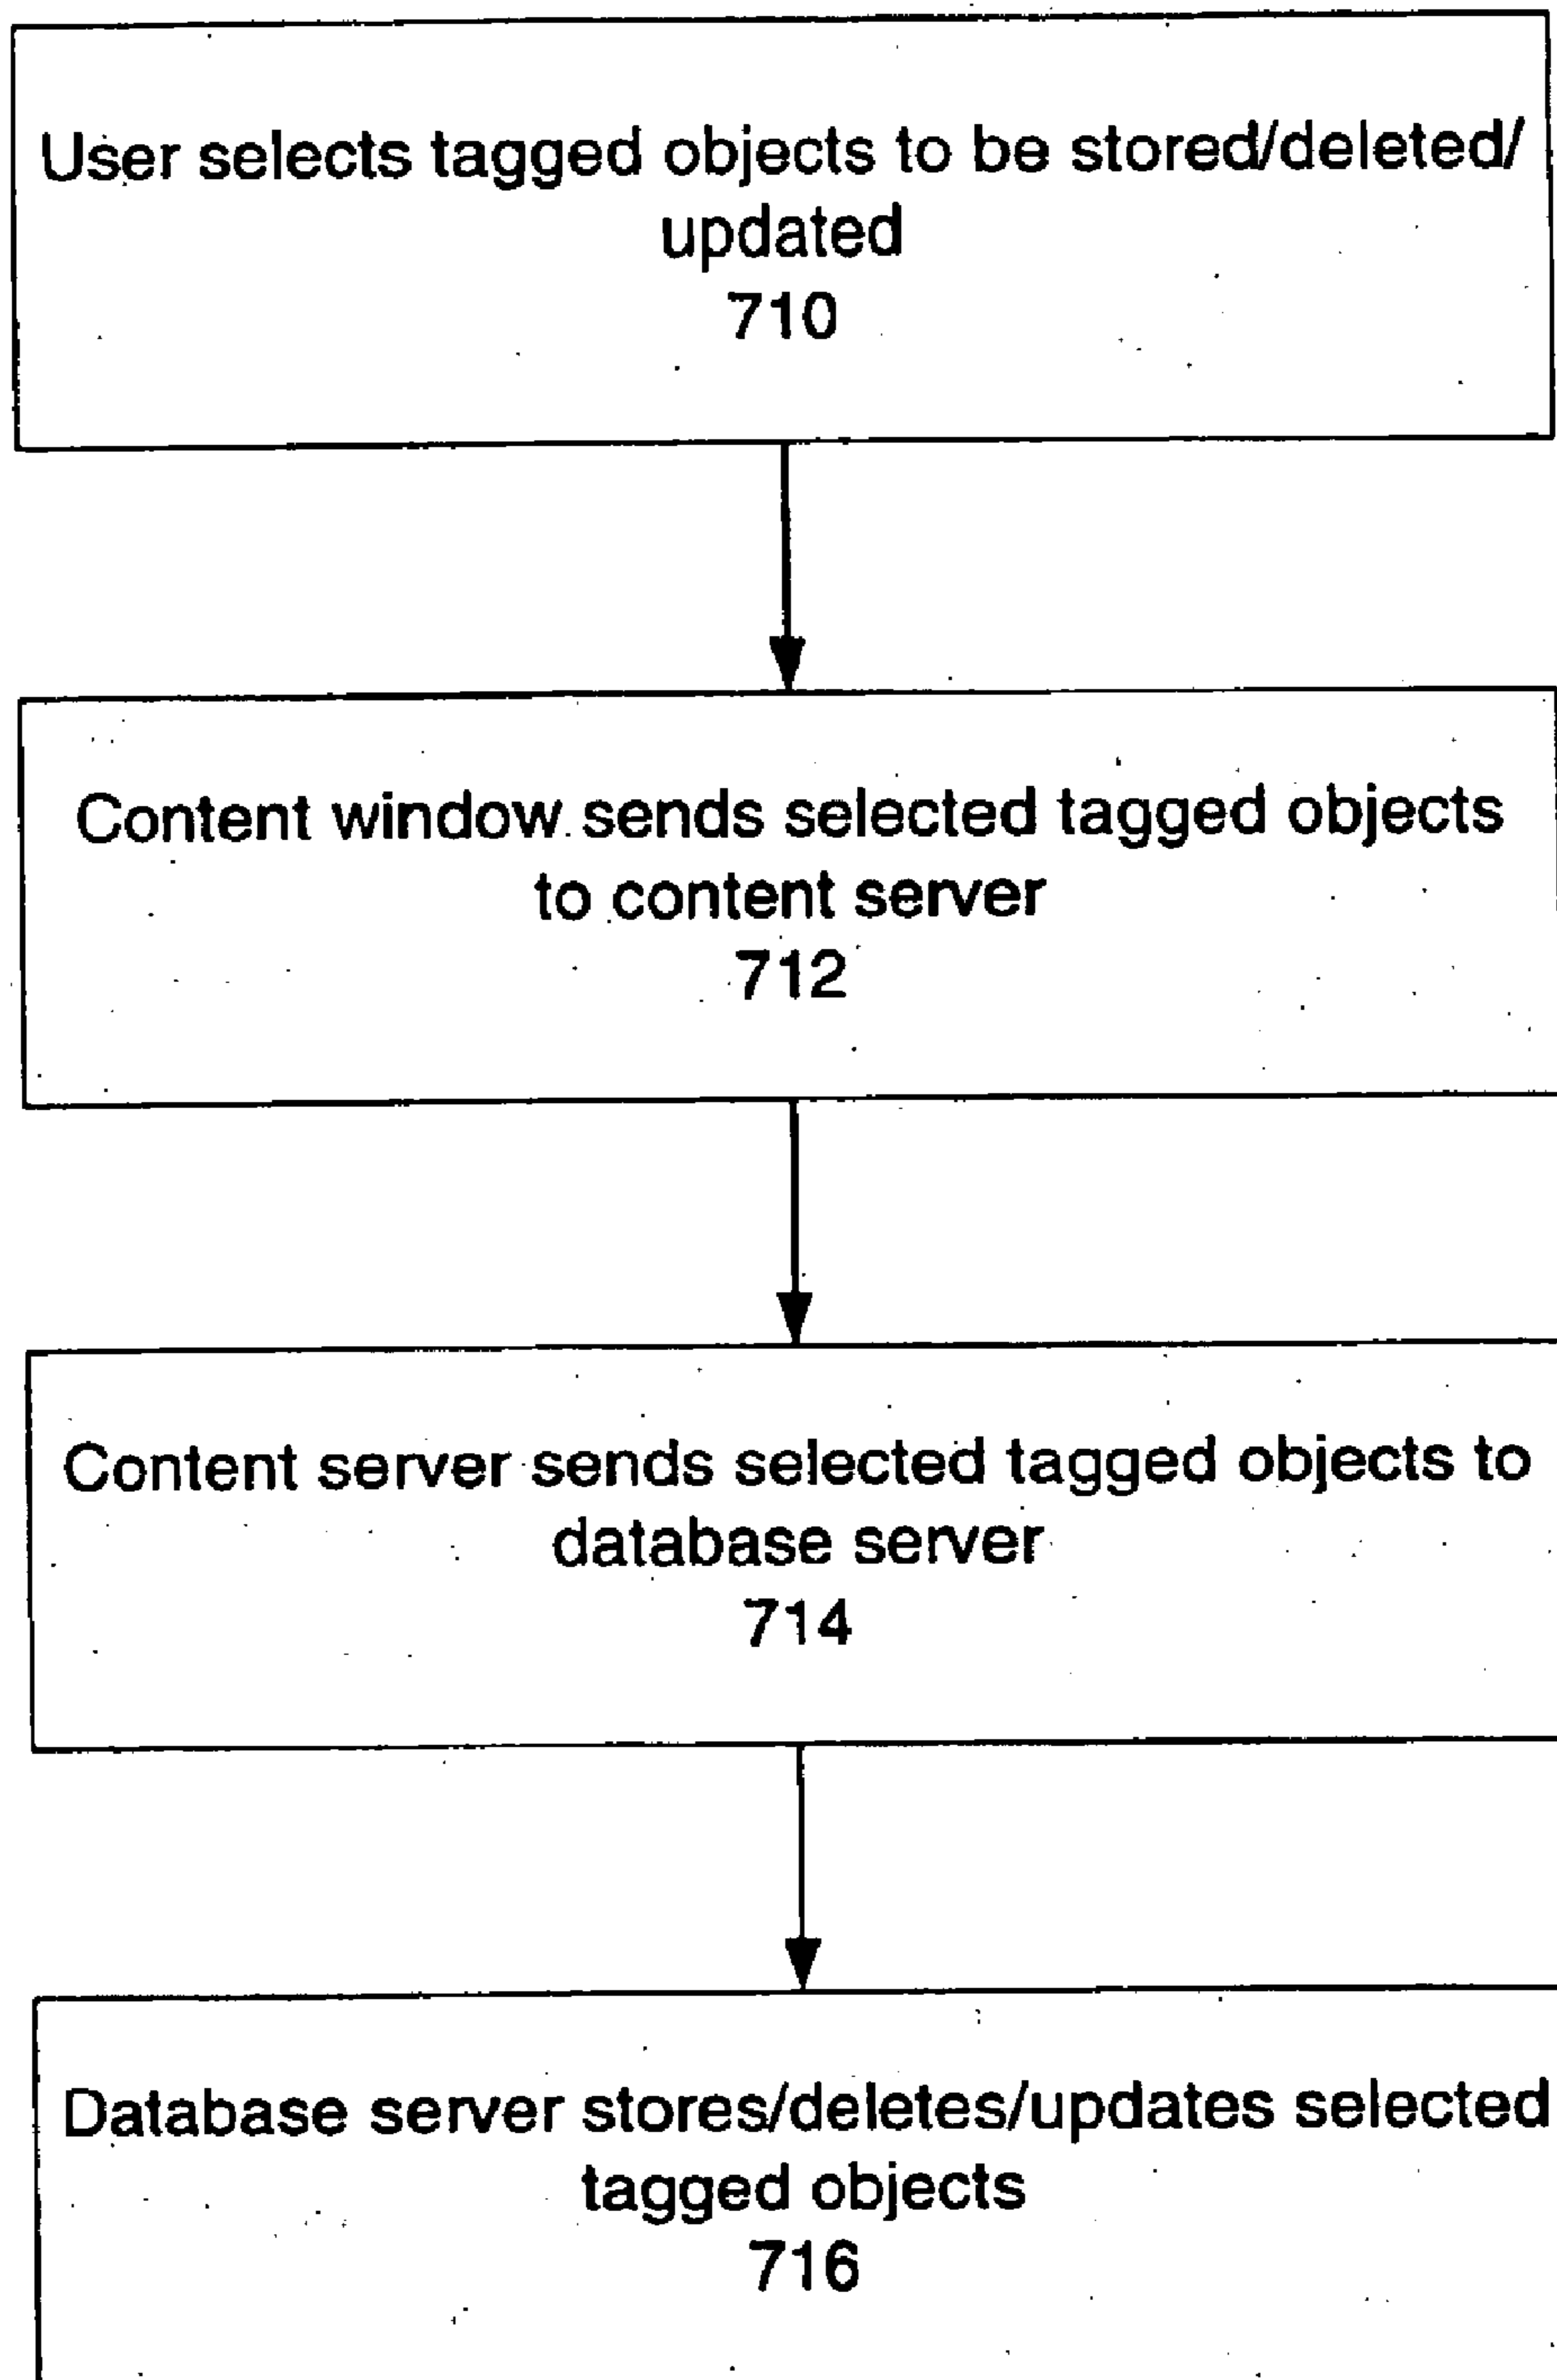 User selects tagged objects to be stored/deleted/
updated
710
Content window sends selected tagged objects
to content server
712
Content server sends selected tagged objects to
database server
714
Database server stores/deletes/updates selected
tagged objects
716